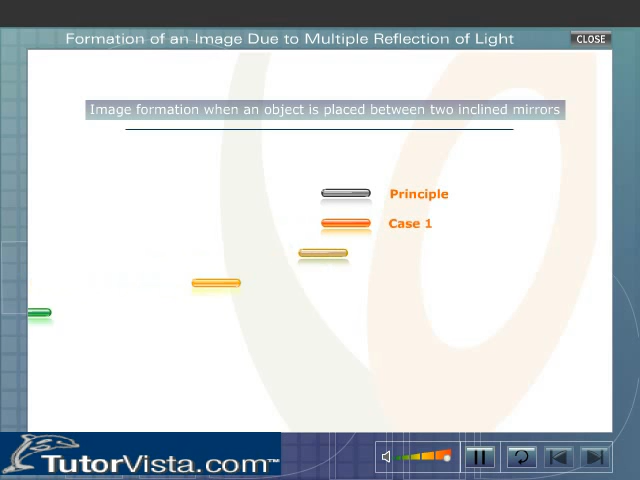 Formation of an Image Due to Multiple Reflection of Light
CLOSE
Image formation when an object is placed between two inclined mirrors
Principle
Case 1
TutorVista.com™